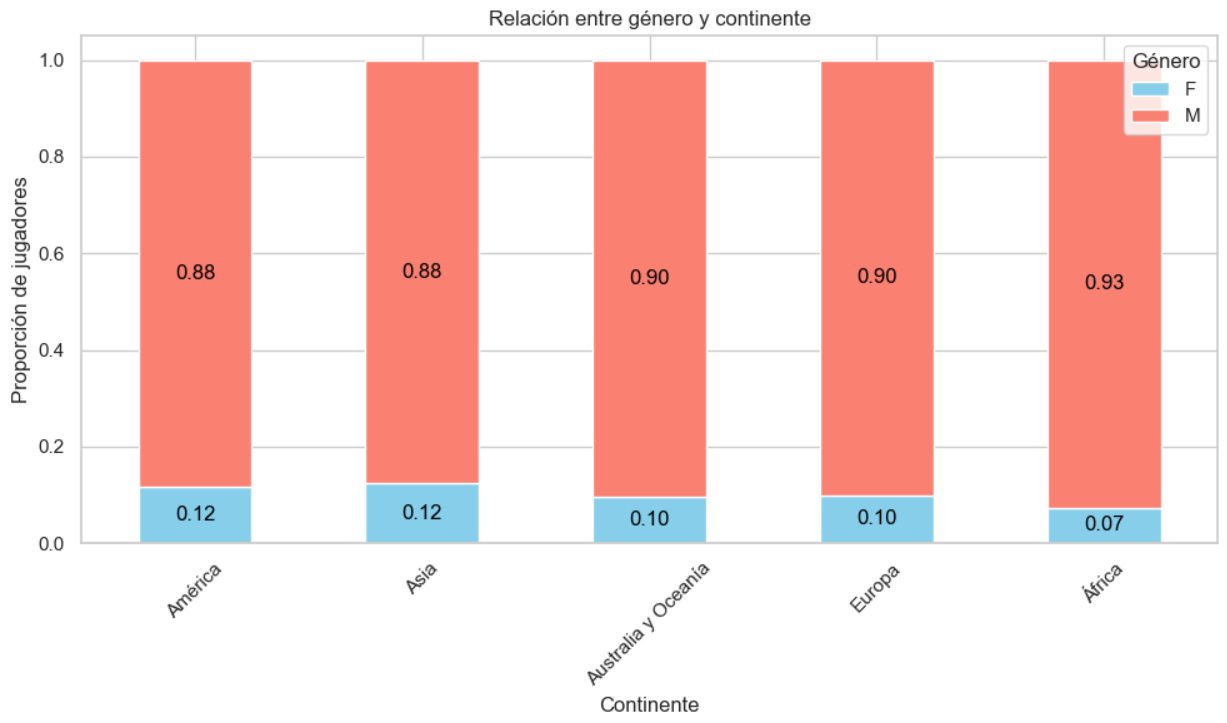 Relación entre género y continente
Género
F
M
Proporción de jugadores
1.0
0.8
0.6
0.4
0.2
0.0
0.88
0.88
0.90
0.90
0.93
0.12
0.12
0.10
0.10
0.07
América
Asia
Australia y Oceanía
Europa
África
Continente